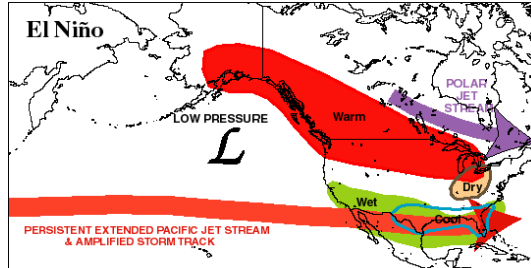 El Niño
POLAR
JET
STREAM
LOW PRESSURE
L
Warm
Dry
Wet
Cool
PERSISTENT EXTENDED PACIFIC JET STREAM
& AMPLIFIED STORM TRACK